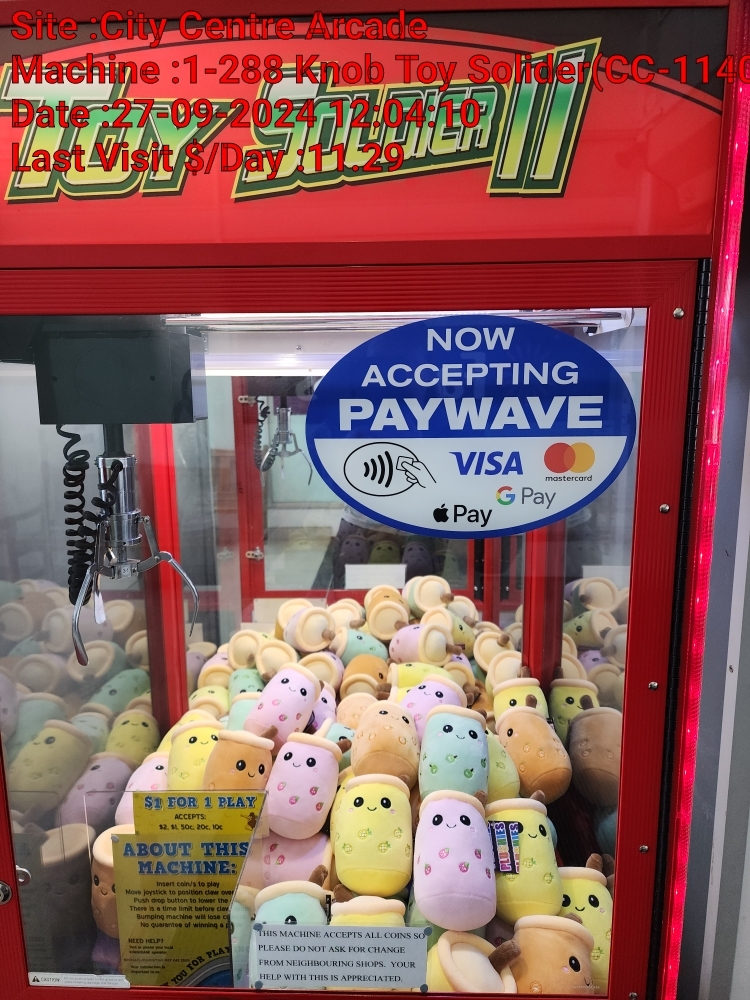 Site :City Centre Arcade
Machine :1-288 Knob Toy Solider(CC-1140
Date :27-09-2024 12:04:10
Last Visit $/Day :11.29
TOY SOLDIER II
NOW
ACCEPTING
PAYWAVE
VISA
mastercard
G Pay
Pay
$1 FOR 1 PLAY
ACCEPTS:
$2, $1, 50c, 20c, 10c
ABOUT THIS
MACHINE:
Insert coin/s to play
Move joystick to position claw over
Push drop button to lower the
There is a time limit before claw
Bumping machine will lose
No guarantee of winning a
NEED HELP?
YOU FOR PLAY
THIS MACHINE ACCEPTS ALL COINS SO
PLEASE DO NOT ASK FOR CHANGE
FROM NEIGHBOURING SHOPS. YOUR
HELP WITH THIS IS APPRECIATED.
CAUTION